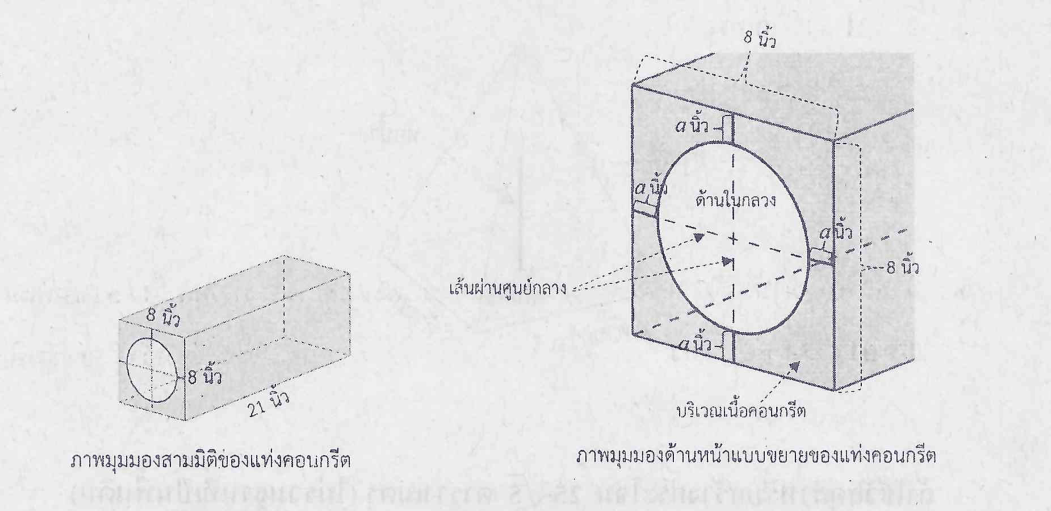 8 นิ้ว
8 นิ้ว
21 นิ้ว
ภาพมุมมองสามมิติของแท่งคอนกรีต
8 นิ้ว
a นิ้ว
a นิ้ว
ด้านในกลวง
a นิ้ว
8 นิ้ว
เส้นผ่านศูนย์กลาง
a นิ้ว
บริเวณเนื้อคอนกรีต
ภาพมุมมองด้านหน้าแบบขยายของแท่งคอนกรีต